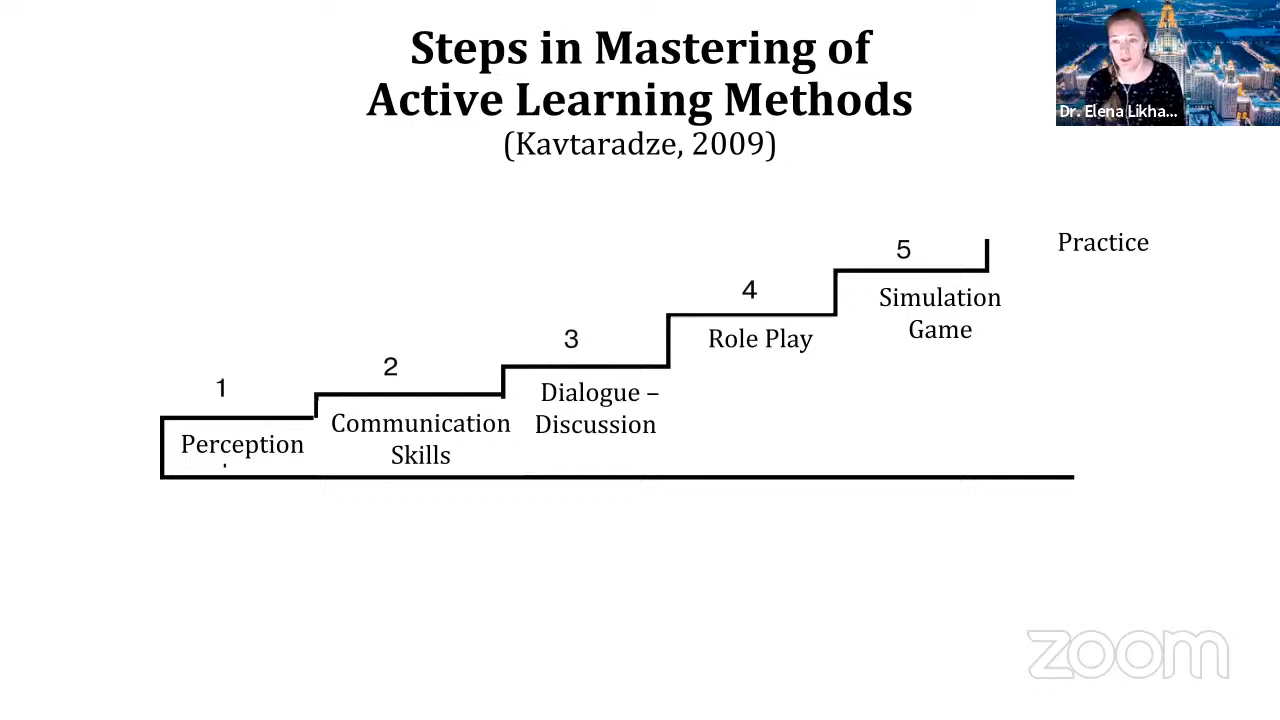 Steps in Mastering of
Active Learning Methods
(Kavtaradze, 2009)
Dr. Elena Likha...
5
Practice
4
Simulation
Game
3
Role Play
2
Dialogue –
Discussion
1
Communication
Skills
Perception
zoom